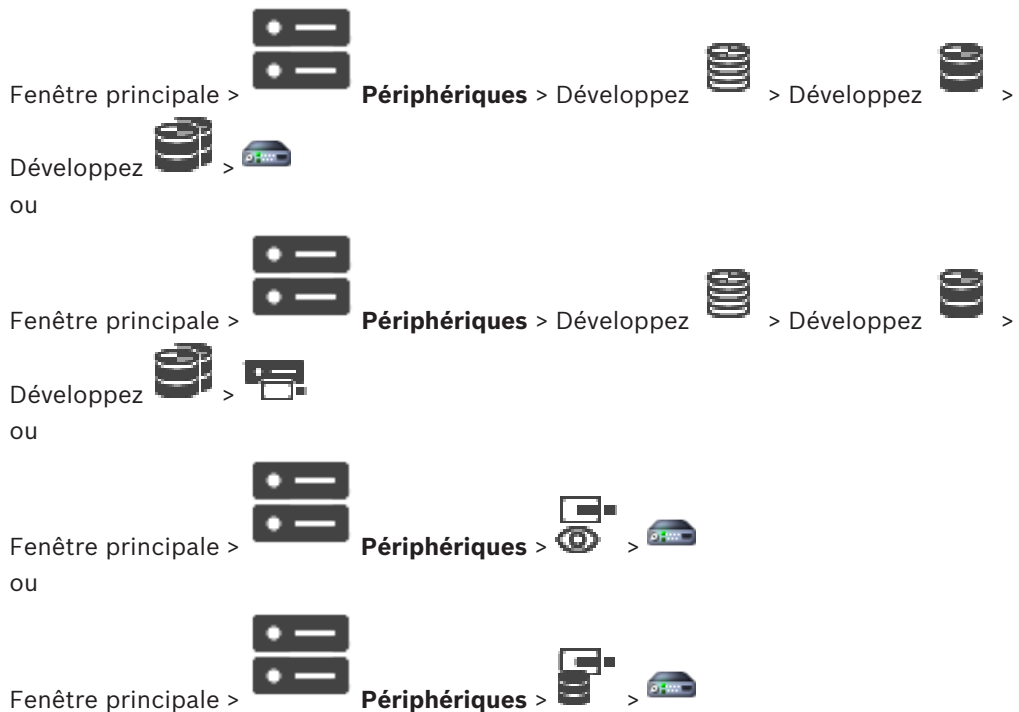 Fenêtre principale > Périphériques > Développez > Développez >
Développez >
ou
Fenêtre principale > Périphériques > Développez > Développez >
Développez >
ou
Fenêtre principale > Périphériques > >
ou
Fenêtre principale > Périphériques > >